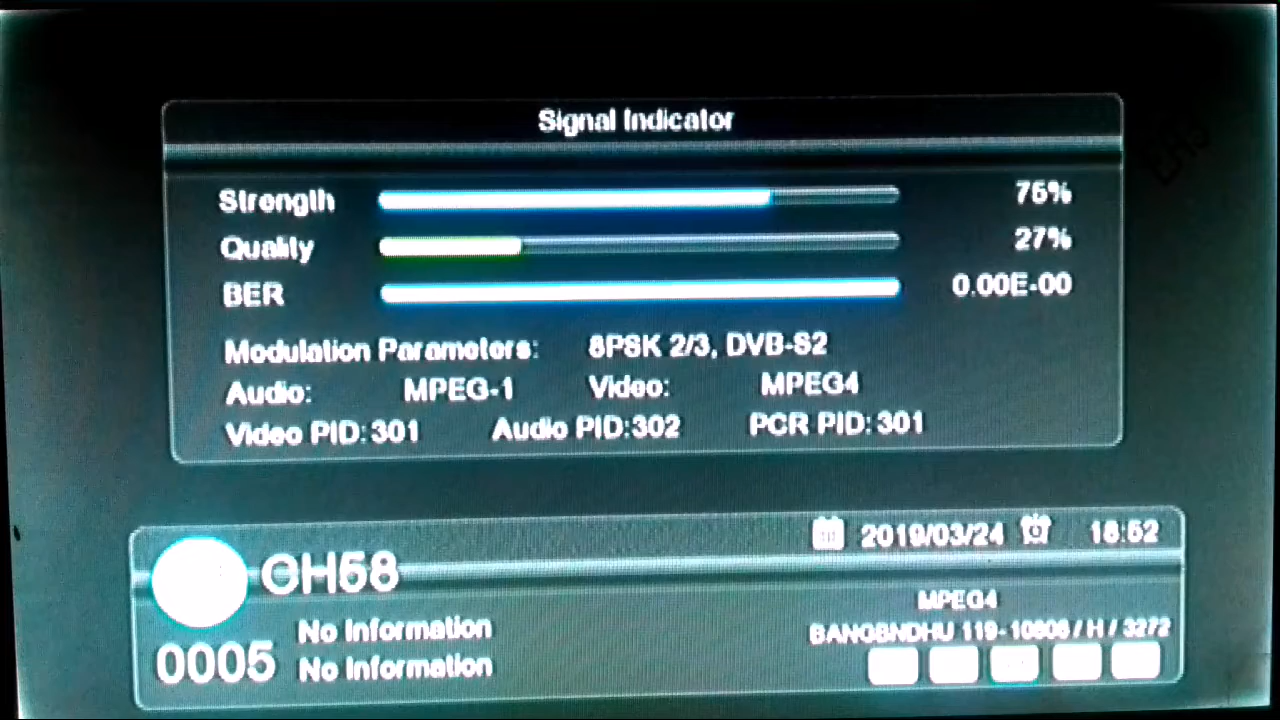 Signal Indicator
Strength 75%
Quality 27%
BER 0.00E-00
Modulation Parameters: 8PSK 2/3, DVB-S2
Audio: MPEG-1 Video: MPEG4
Video PID: 301 Audio PID:302 PCR PID: 301
2019/03/24 18:52
CH58
MPEG4
No Information
119- / H / 3272
0005 No Information